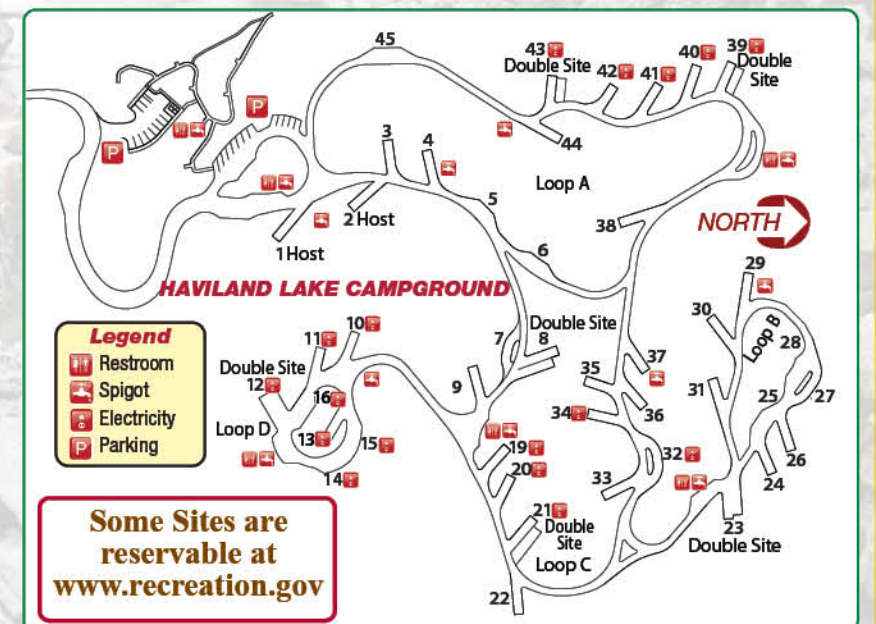 45
43
Double Site
42
41
40
39
Double
Site
P
P
3
4
44
Loop A
5
2 Host
38
NORTH
1 Host
6
29
HAVILAND LAKE CAMPGROUND
Legend
Restroom
Spigot
Electricity
P Parking
11
10
Double Site
12
16
Loop D
13
15
14
Double Site
7
8
9
35
37
34
36
30
Loop B
28
31
25
27
19
20
32
26
33
24
21
Double
Site
Loop C
23
Double Site
22
Some Sites are
reservable at
www.recreation.gov